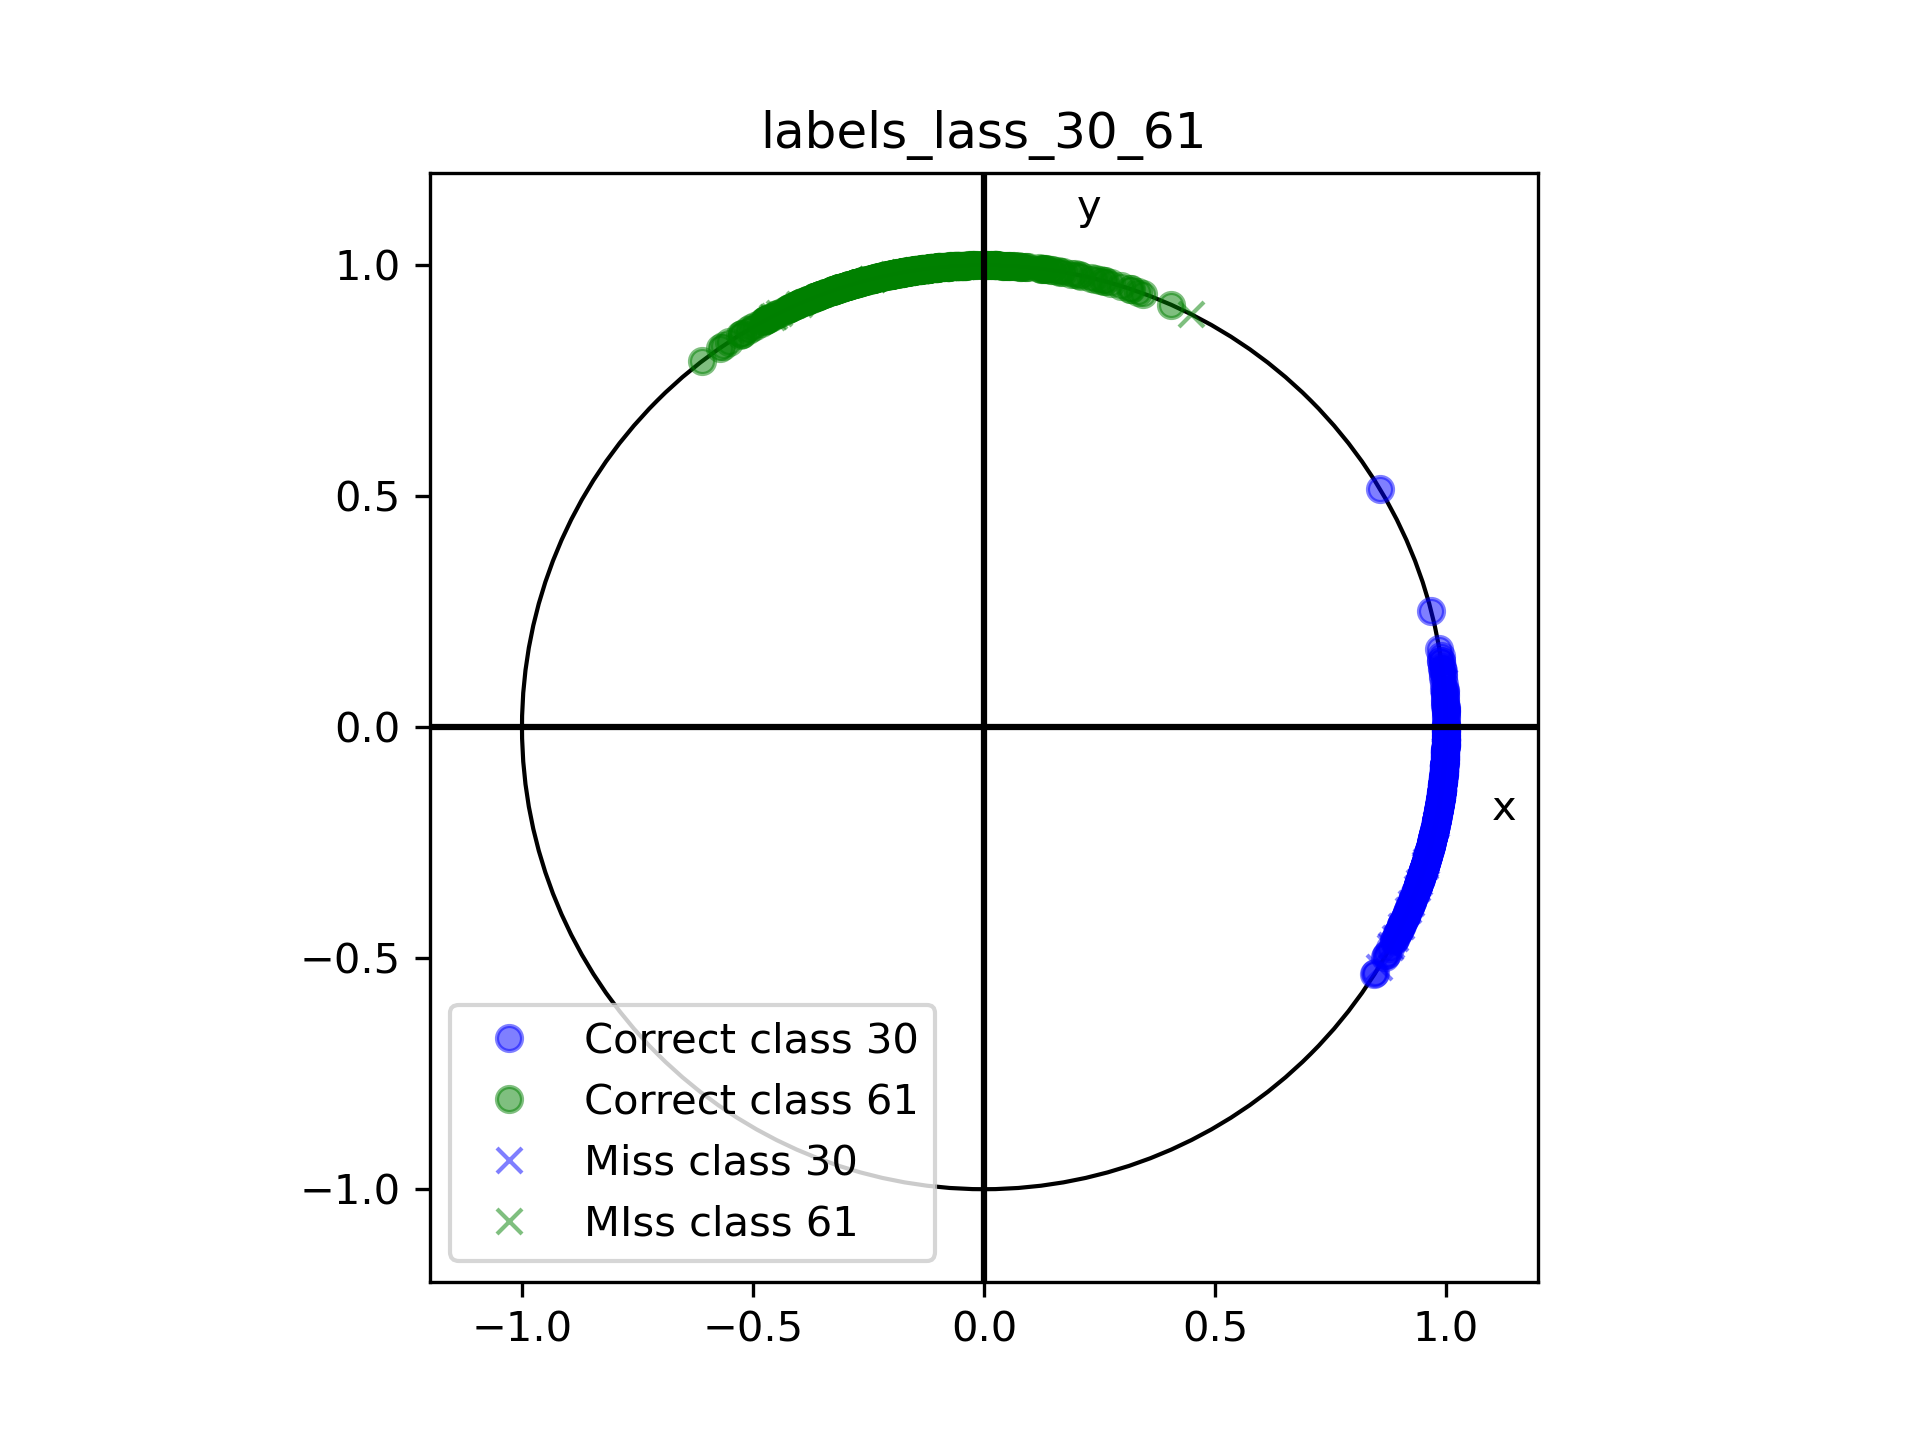 labels_lass_30_61
y
1.0
0.5
0.0
x
−0.5
−1.0
Correct class 30
Correct class 61
Miss class 30
MIss class 61
−1.0 −0.5 0.0 0.5 1.0